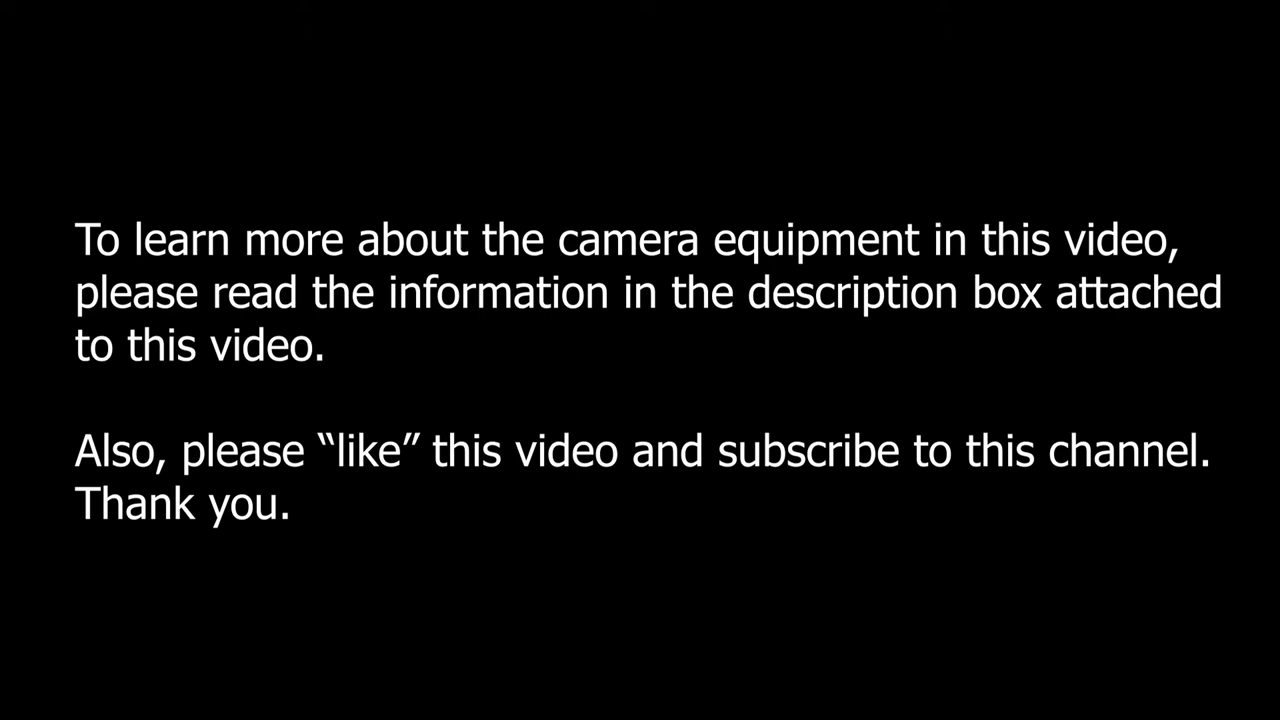 To learn more about the camera equipment in this video,
please read the information in the description box attached
to this video.
Also, please “like” this video and subscribe to this channel.
Thank you.